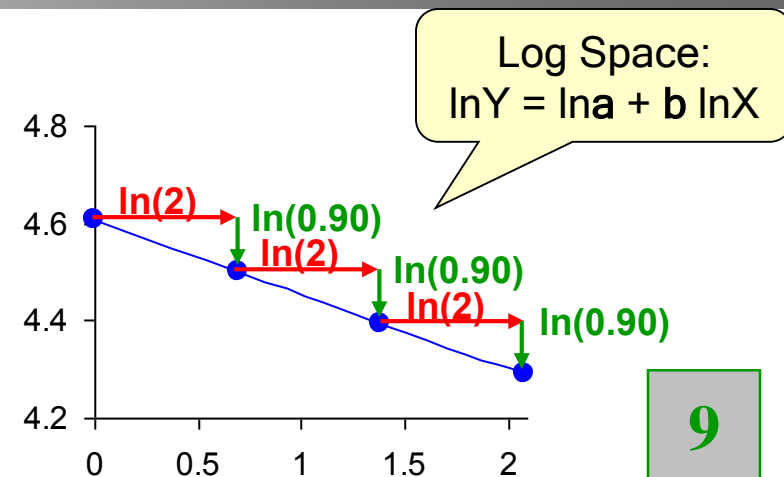 Log Space:
lnY = lna + b lnX
4.8
4.6
4.4
4.2
ln(2)
ln(0.90)
ln(2)
ln(0.90)
ln(2)
ln(0.90)
0 0.5 1 1.5 2
9